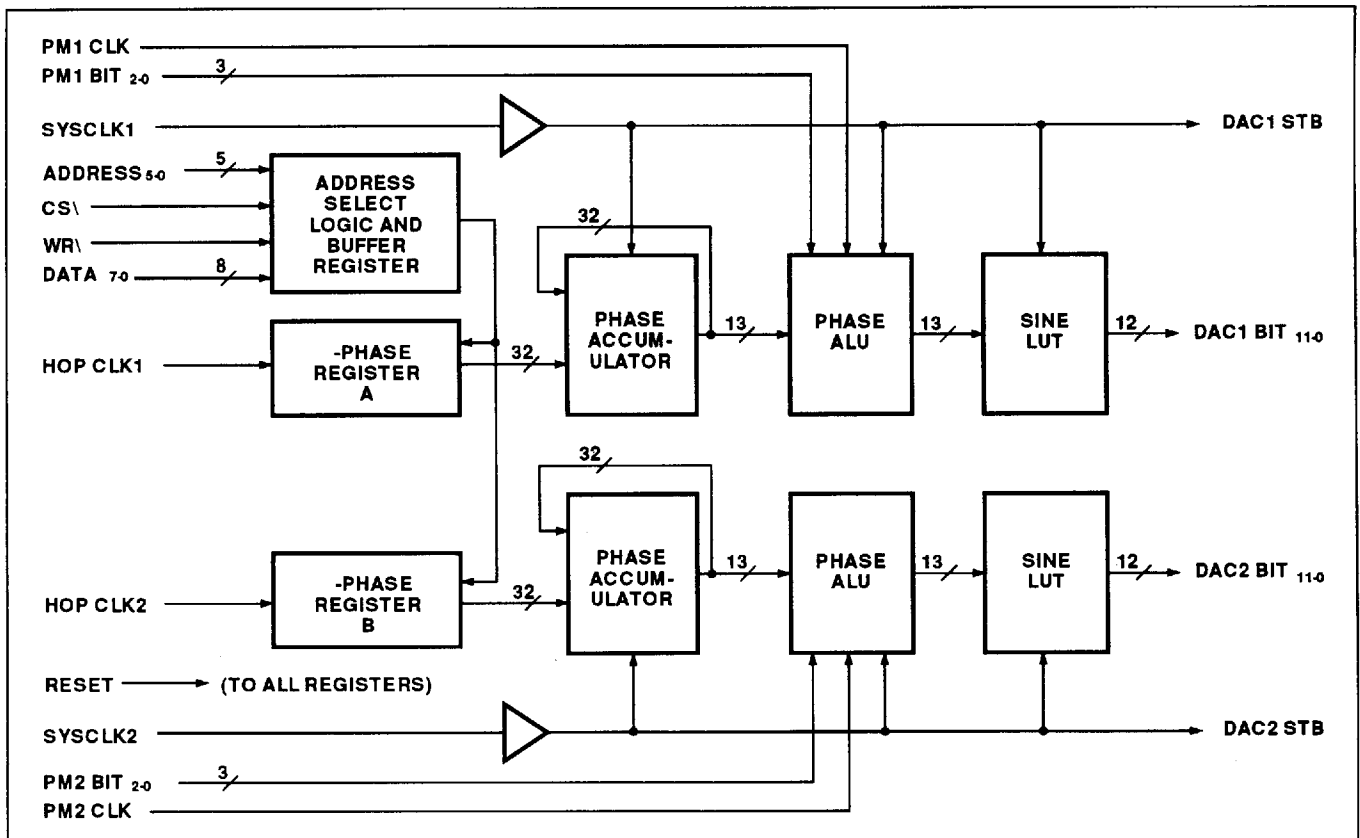 PM1 CLK
PM1 BIT 2-0
3
SYSCLK1
DAC1 STB
ADDRESS 5-0
5
CS\
WR\
DATA 7-0
8
ADDRESS
SELECT
LOGIC AND
BUFFER
REGISTER
HOP CLK1
-PHASE
REGISTER
A
32
32
PHASE
ACCUM-
ULATOR
13
PHASE
ALU
13
SINE
LUT
12
DAC1 BIT 11-0
HOP CLK2
-PHASE
REGISTER
B
32
32
PHASE
ACCUM-
ULATOR
13
PHASE
ALU
13
SINE
LUT
12
DAC2 BIT 11-0
RESET
(TO ALL REGISTERS)
SYSCLK2
DAC2 STB
PM2 BIT 2-0
3
PM2 CLK